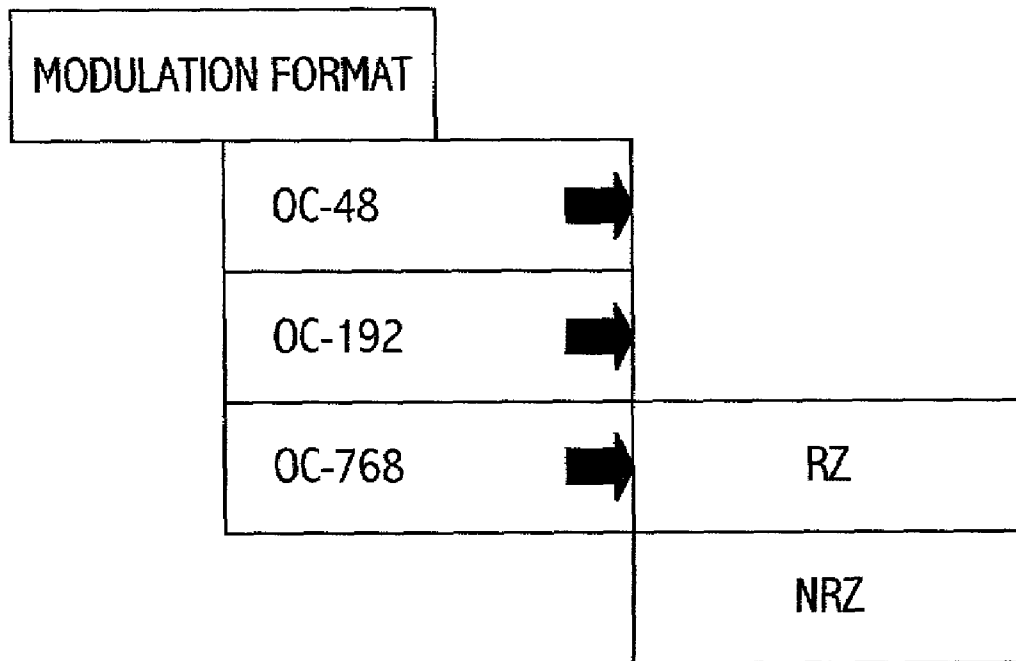 MODULATION FORMAT
OC-48
OC-192
OC-768
RZ
NRZ